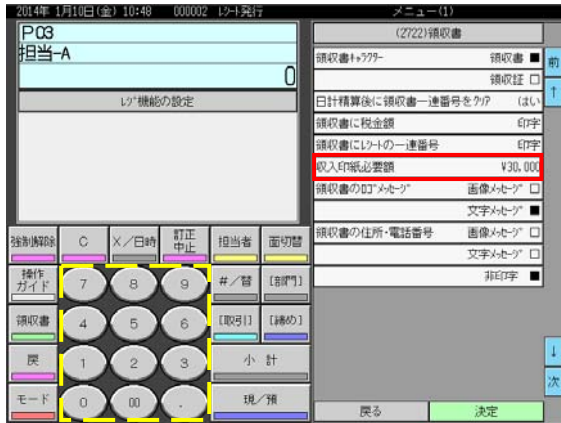 2014年 1月10日(金) 10:48 000002 レシート発行
P03
担当-A
0
レジ機能の設定
強制解除
C
×/日時
訂正
中止
担当者
面切替
操作
ガイド
7
8
9
#/替
[部門]
領収書
4
5
6
[取引]
[締め]
戻
1
2
3
小 計
モード
0
00
.
現/預
メニュー(1)
(2722)領収書
領収書キャラクター 領収書 ■
領収証 □
日計精算後に領収書一連番号をクリア (はい
領収書に税金額 印字
領収書にレシートの一連番号 印字
収入印紙必要額 ¥30,000
領収書のロゴメッセージ 画像メッセージ □
文字メッセージ ■
領収書の住所・電話番号 画像メッセージ □
文字メッセージ □
非印字 ■
前
↑
↓
次
戻る
決定